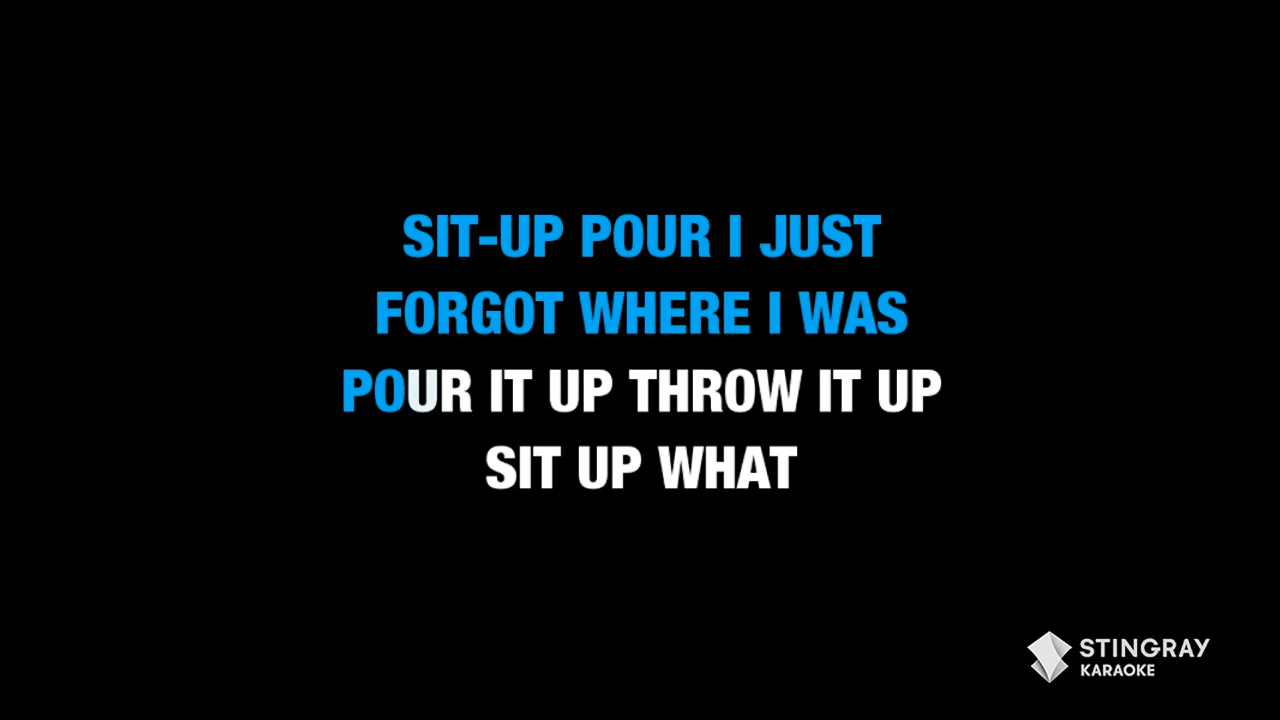 SIT-UP POUR I JUST
FORGOT WHERE I WAS
POUR IT UP THROW IT UP
SIT UP WHAT
STINGRAY
KARAOKE